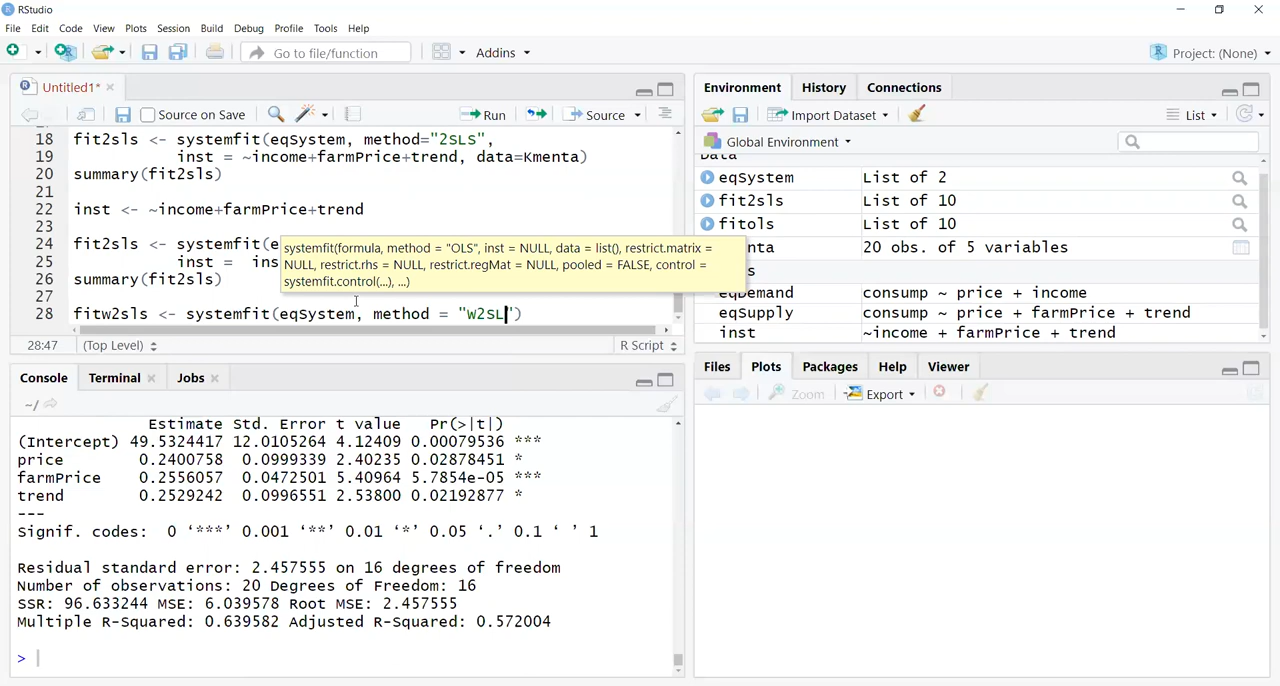 RStudio
File Edit Code View Plots Session Build Debug Profile Tools Help
Go to file/function Addins Project: (None)
Untitled1*
Source on Save Run Source
18 fit2sls <- systemfit(eqSystem, method="2SLS",
19 inst = ~income+farmPrice+trend, data=Kmenta)
20 summary(fit2sls)
21
22 inst <- ~income+farmPrice+trend
23
24 fit2sls <- systemfit(e
25 inst = ins
26 summary(fit2sls)
27
28 fitw2sls <- systemfit(eqSystem, method = "W2SL")
systemfit(formula, method = "OLS", inst = NULL, data = list(), restrict.matrix =
NULL, restrict.rhs = NULL, restrict.regMat = NULL, pooled = FALSE, control =
systemfit.control(...), ...)
28:47 (Top Level) R Script
Console Terminal Jobs
~/
Estimate Std. Error t value Pr(>|t|)
(Intercept) 49.5324417 12.0105264 4.12409 0.00079536 ***
price 0.2400758 0.0999339 2.40235 0.02878451 *
farmPrice 0.2556057 0.0472501 5.40964 5.7854e-05 ***
trend 0.2529242 0.0996551 2.53800 0.02192877 *
---
Signif. codes: 0 ‘***’ 0.001 ‘**’ 0.01 ‘*’ 0.05 ‘.’ 0.1 ‘ ’ 1
Residual standard error: 2.457555 on 16 degrees of freedom
Number of observations: 20 Degrees of Freedom: 16
SSR: 96.633244 MSE: 6.039578 Root MSE: 2.457555
Multiple R-Squared: 0.639582 Adjusted R-Squared: 0.572004
>
Environment History Connections
Import Dataset List
Global Environment
Data
eqSystem List of 2
fit2sls List of 10
fitols List of 10
nta 20 obs. of 5 variables
s
eqDemand consump ~ price + income
eqSupply consump ~ price + farmPrice + trend
inst ~income + farmPrice + trend
Files Plots Packages Help Viewer
Zoom Export